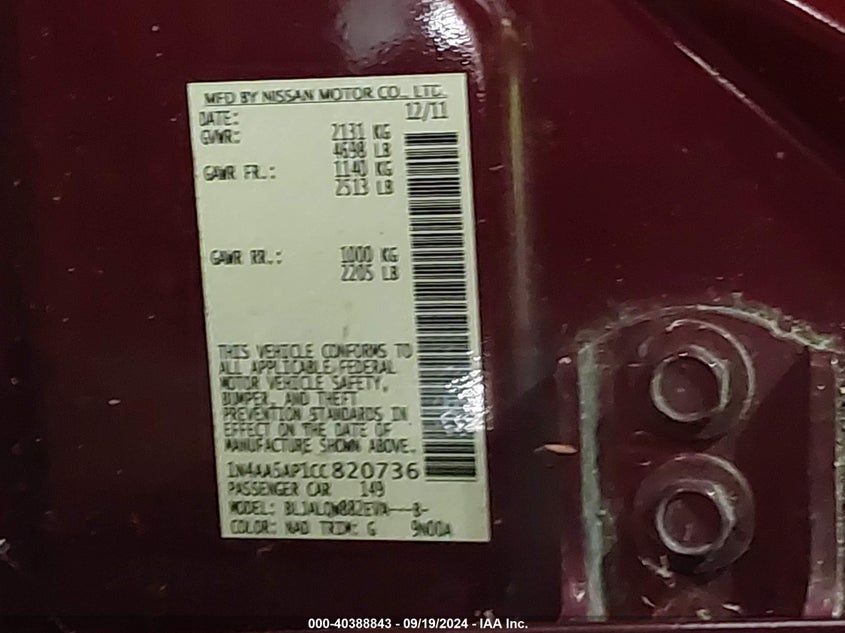 MFD BY NISSAN MOTOR CO., LTD.
DATE: 12/11
GVWR: 2131 KG
4698 LB
GAWR FR.: 1140 KG
2513 LB
GAWR RR.: 1000 KG
2205 LB
THIS VEHICLE CONFORMS TO
ALL APPLICABLE FEDERAL
MOTOR VEHICLE SAFETY,
BUMPER, AND THEFT
PREVENTION STANDARDS IN
EFFECT ON THE DATE OF
MANUFACTURE SHOWN ABOVE.
1N4AA5AP1CC820736
PASSENGER CAR 149
MODEL: BLJALQW882EVA---B-
COLOR: NAD TRIM: G 9N00A
000-40388843 - 09/19/2024 - IAA Inc.